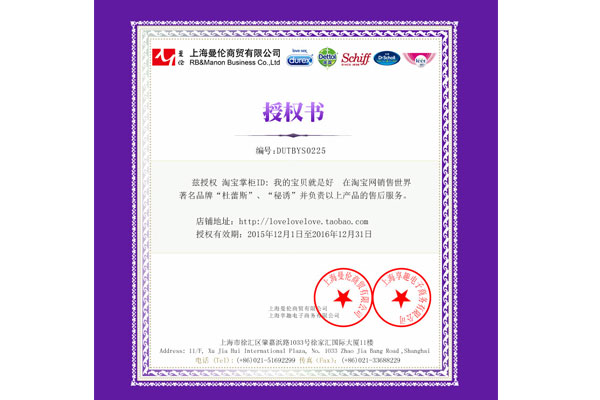 上海曼伦商贸有限公司
RB&Manon Business Co.,Ltd
durex
Dettol
Schiff
Dr.Scholl
授权书
编号:DUTBYS0225
兹授权 淘宝掌柜ID: 我的宝贝就是好 在淘宝网销售世界
著名品牌“杜蕾斯”、“秘诱”并负责以上产品的售后服务。
店铺地址: http://lovelovelove.taobao.com
授权有效期: 2015年12月1日至2016年12月31日
上海曼伦商贸有限公司
上海享趣电子商务有限公司
上海曼伦商贸有限公司
上海享趣电子商务有限公司
上海市徐汇区肇嘉浜路1033号徐家汇国际大厦11楼
Address: 11/F, Xu Jia Hui International Plaza, No. 1033 Zhao Jia Bang Road ,Shanghai
电话 (Tel): (+86)021-51692299 传真 (Fax): (+86)021-33688229